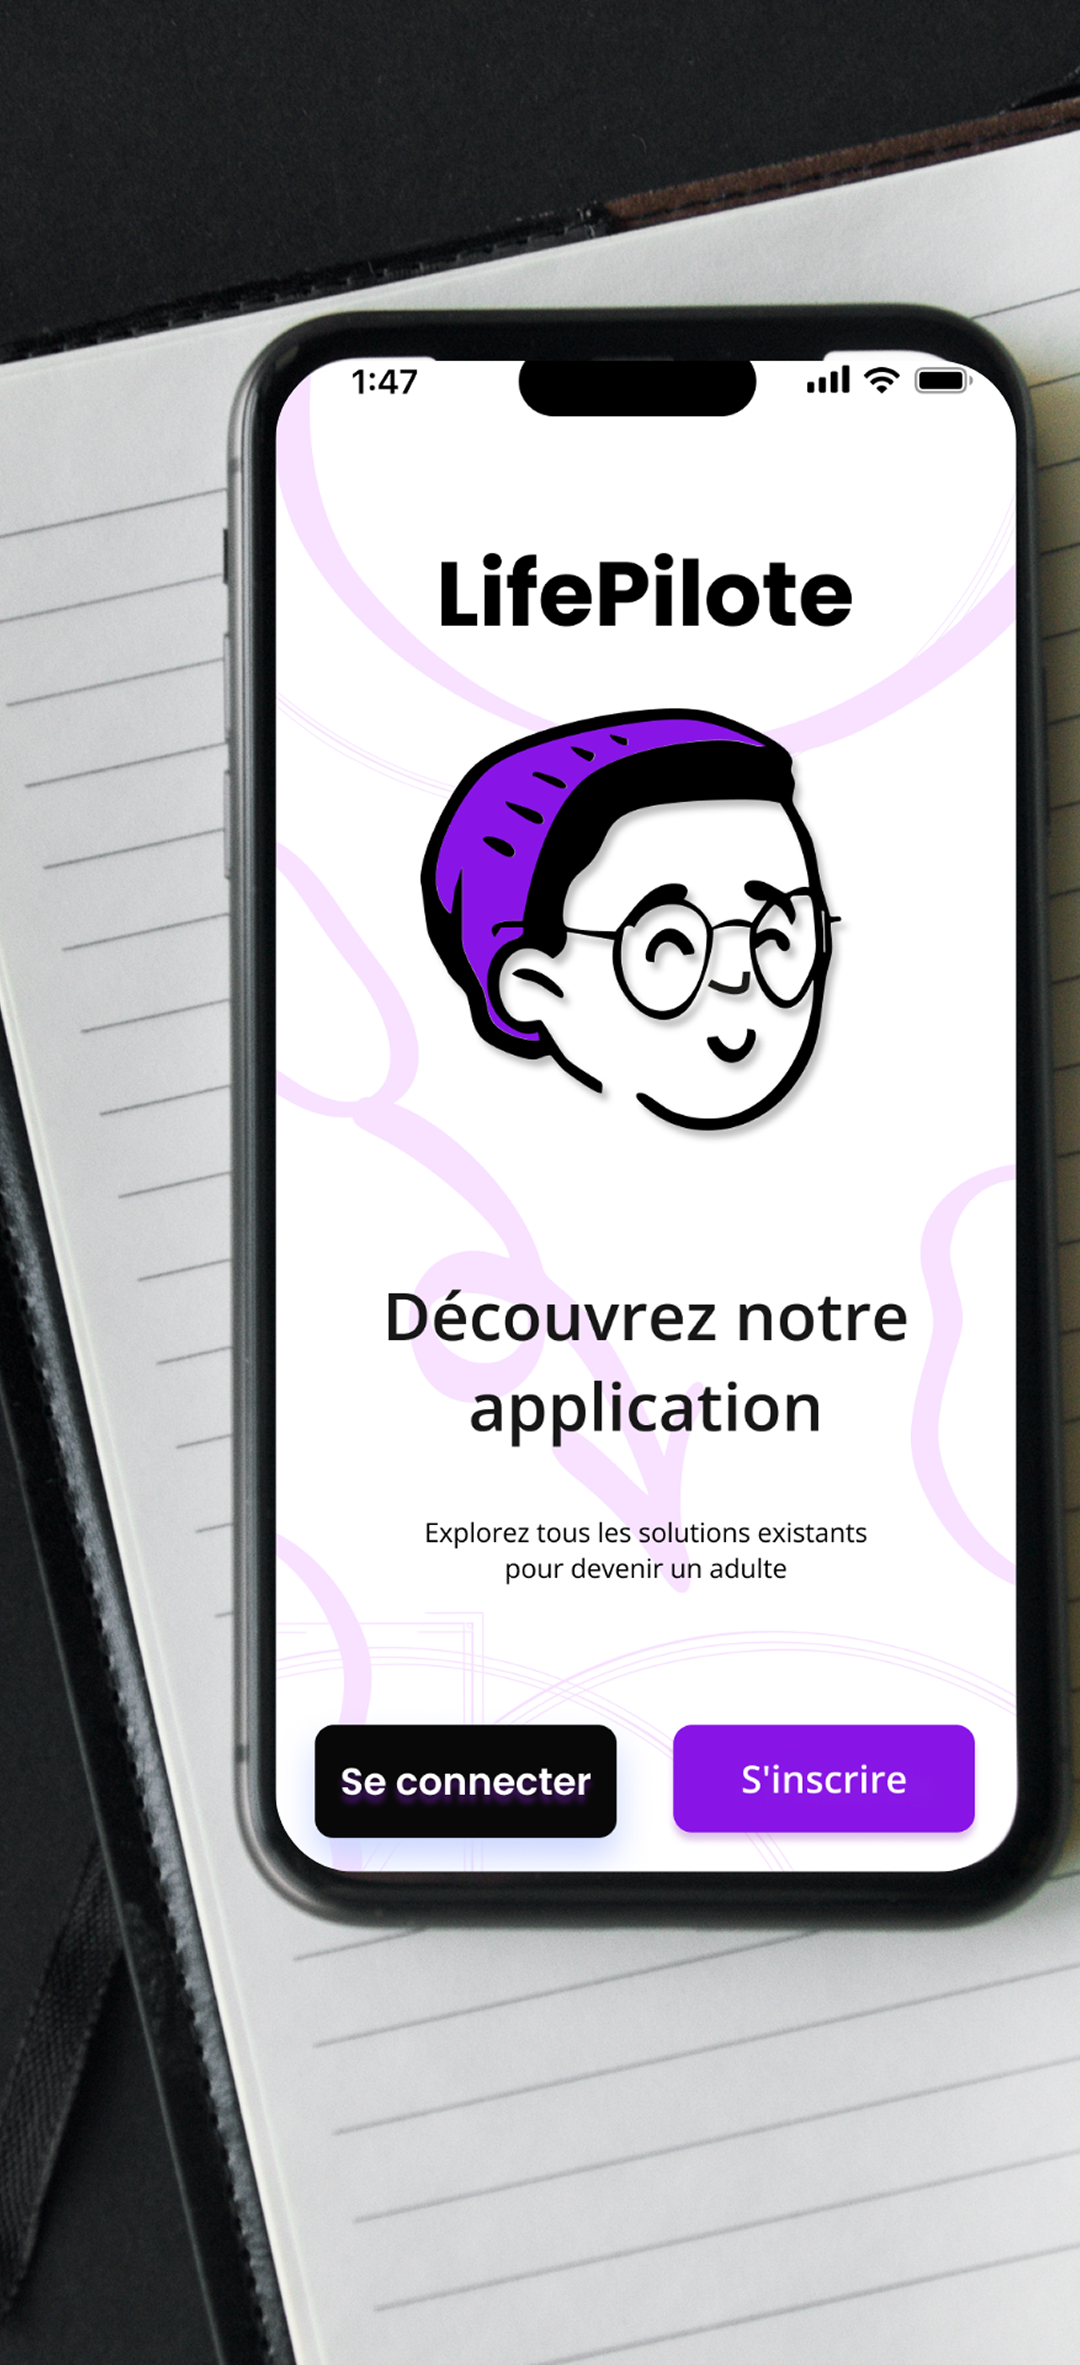 1:47
LifePilote
Découvrez notre
application
Explorez tous les solutions existants
pour devenir un adulte
Se connecter
S'inscrire